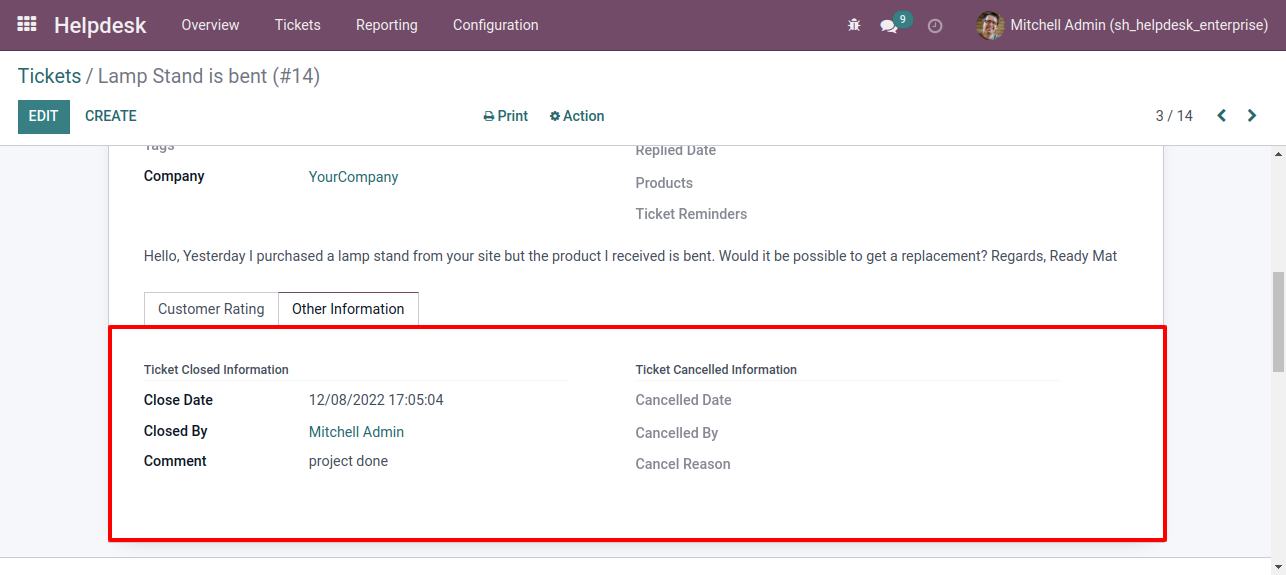 Helpdesk Overview Tickets Reporting Configuration 9 Mitchell Admin (sh_helpdesk_enterprise)
Tickets / Lamp Stand is bent (#14)
EDIT CREATE Print Action 3 / 14
Tags Replied Date
Company YourCompany
Products
Ticket Reminders
Hello, Yesterday I purchased a lamp stand from your site but the product I received is bent. Would it be possible to get a replacement? Regards, Ready Mat
Customer Rating Other Information
Ticket Closed Information Ticket Cancelled Information
Close Date 12/08/2022 17:05:04 Cancelled Date
Closed By Mitchell Admin Cancelled By
Comment project done Cancel Reason